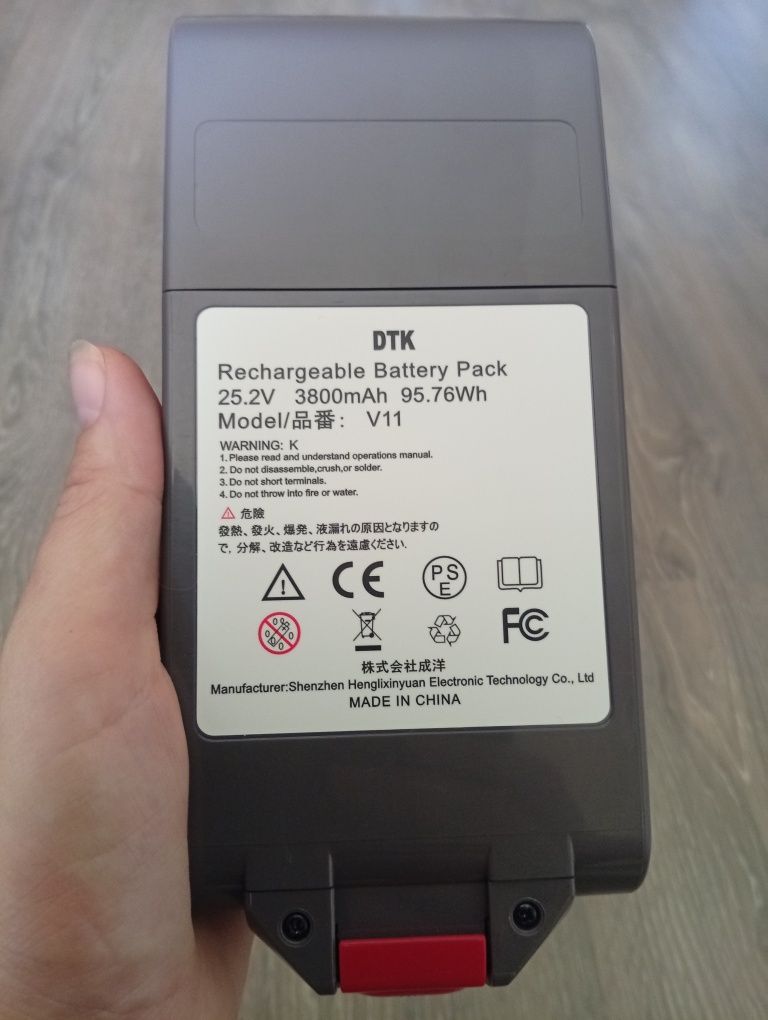 DTK
Rechargeable Battery Pack
25.2V 3800mAh 95.76Wh
Model/品番: V11
WARNING: K
1. Please read and understand operations manual.
2. Do not disassemble,crush,or solder.
3. Do not short terminals.
4. Do not throw into fire or water.
危險
發熱、發火、爆発、液漏れの原因となりますの
で, 分解、改造など行為を遠慮ください.
CE PSE
FC
株式会社成洋
Manufacturer:Shenzhen Henglixinyuan Electronic Technology Co., Ltd
MADE IN CHINA